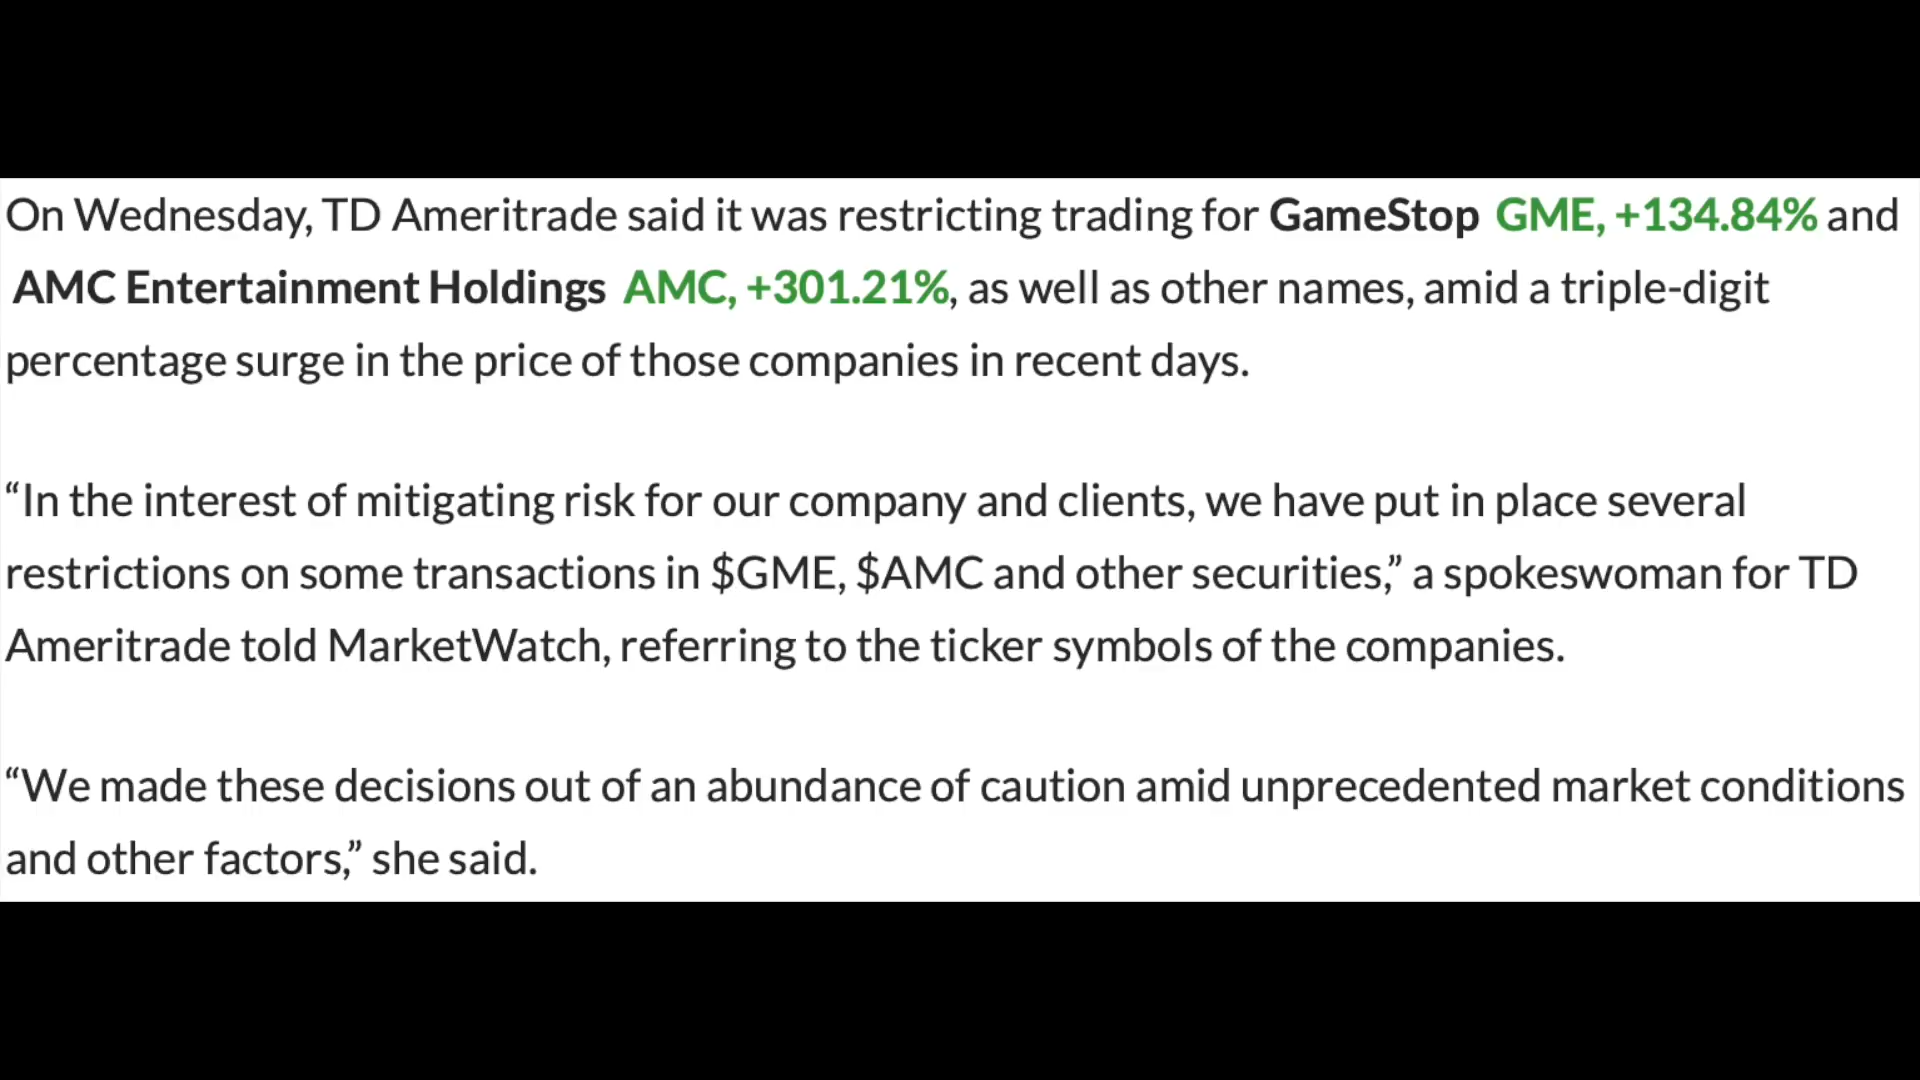 On Wednesday, TD Ameritrade said it was restricting trading for GameStop GME, +134.84% and
AMC Entertainment Holdings AMC, +301.21%, as well as other names, amid a triple-digit
percentage surge in the price of those companies in recent days.
“In the interest of mitigating risk for our company and clients, we have put in place several
restrictions on some transactions in $GME, $AMC and other securities,” a spokeswoman for TD
Ameritrade told MarketWatch, referring to the ticker symbols of the companies.
“We made these decisions out of an abundance of caution amid unprecedented market conditions
and other factors,” she said.